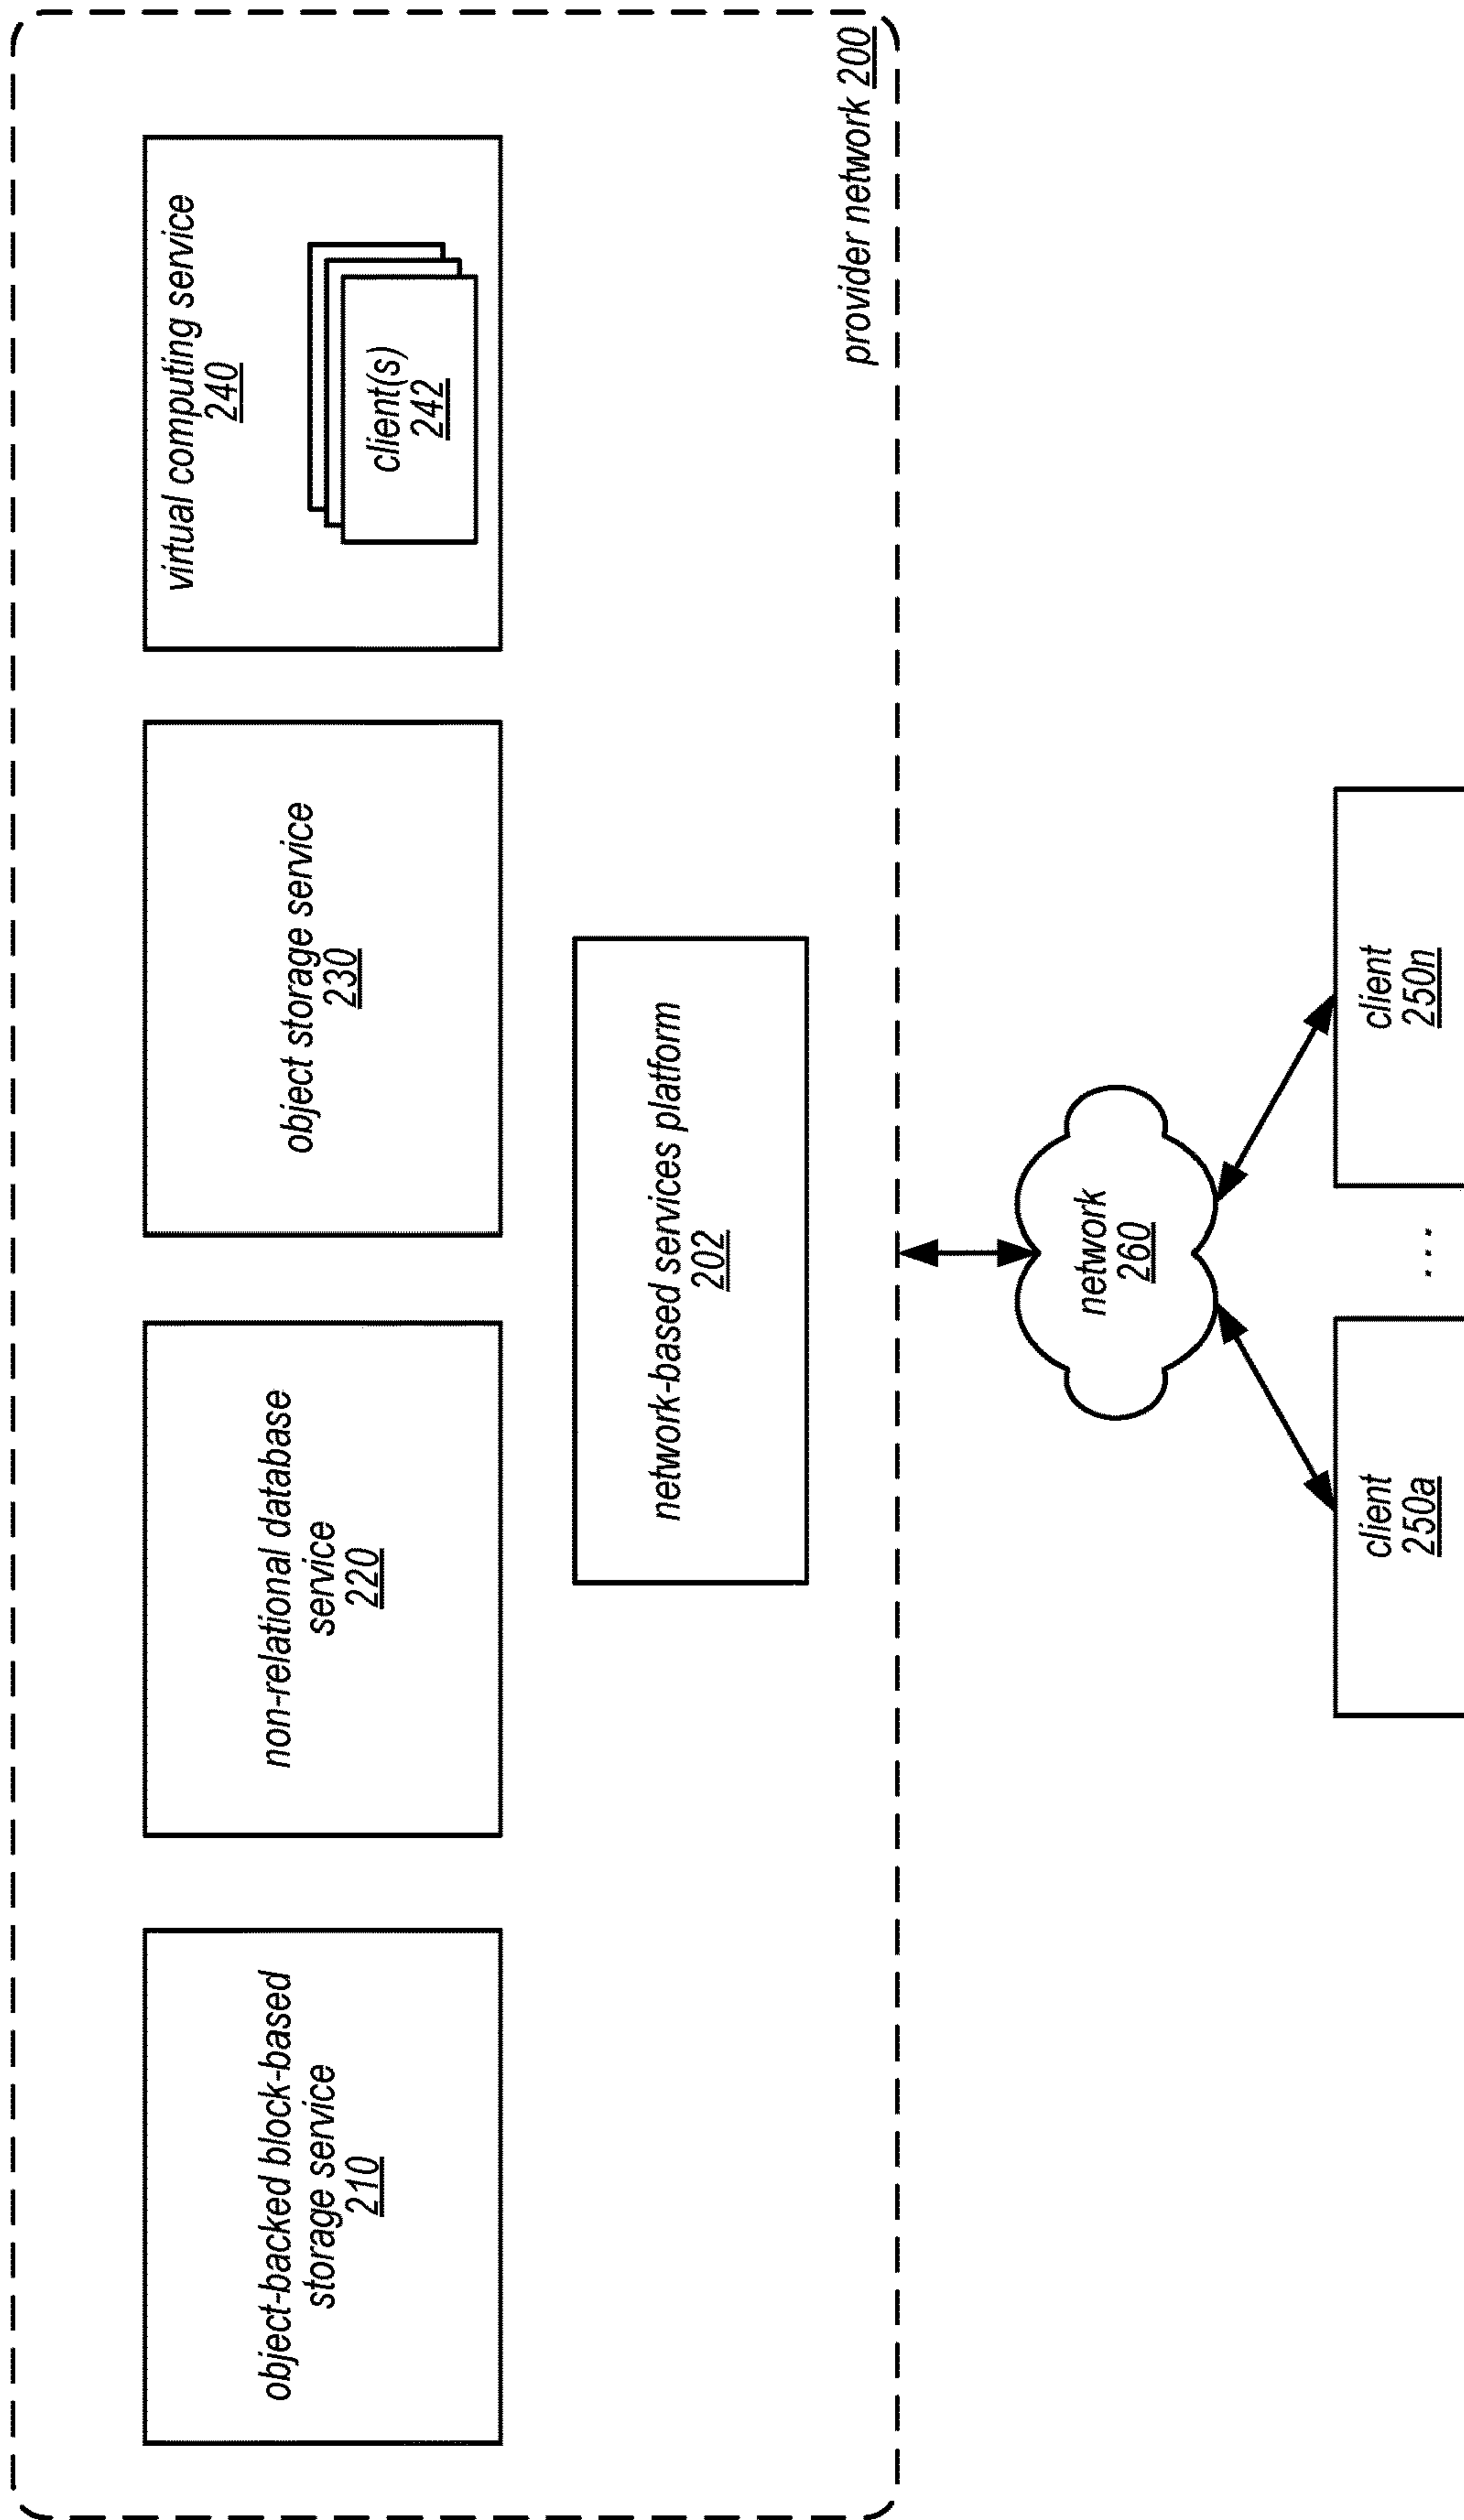 object-backed block-based
storage service
210
non-relational database
service
220
object storage service
230
virtual computing service
240
client(s)
242
network-based services platform
202
provider network 200
network
260
client
250a
. . .
client
250n